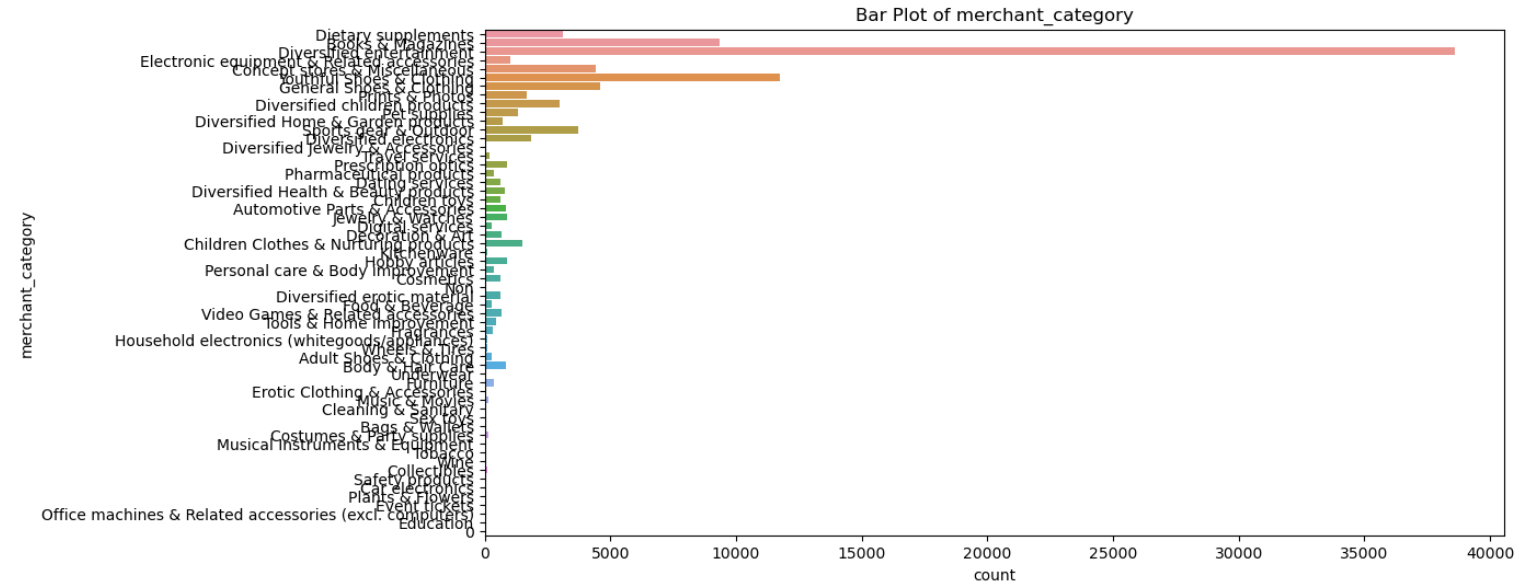 Bar Plot of merchant_category
merchant_category
Dietary supplements
Books & Magazines
Diversified entertainment
Electronic equipment & Related accessories
Concept stores & Miscellaneous
Youthful Shoes & Clothing
General Shoes & Clothing
Prints & Photos
Diversified children products
Pet supplies
Diversified Home & Garden products
Sports gear & Outdoor
Diversified electronics
Diversified Jewelry & Accessories
Travel services
Prescription optics
Pharmaceutical products
Dating services
Diversified Health & Beauty products
Children toys
Automotive Parts & Accessories
Jewelry & Watches
Digital services
Decoration & Art
Children Clothes & Nurturing products
Kitchenware
Hobby articles
Personal care & Body improvement
Cosmetics
Non
Diversified erotic material
Food & Beverage
Video Games & Related accessories
Tools & Home improvement
Fragrances
Household electronics (whitegoods/appliances)
Wheels & Tires
Adult Shoes & Clothing
Body & Hair Care
Underwear
Furniture
Erotic Clothing & Accessories
Music & Movies
Cleaning & Sanitary
Sex toys
Bags & Wallets
Costumes & Party supplies
Musical Instruments & Equipment
Tobacco
Wine
Collectibles
Safety products
Car electronics
Plants & Flowers
Event tickets
Office machines & Related accessories (excl. computers)
Education
0
0 5000 10000 15000 20000 25000 30000 35000 40000
count